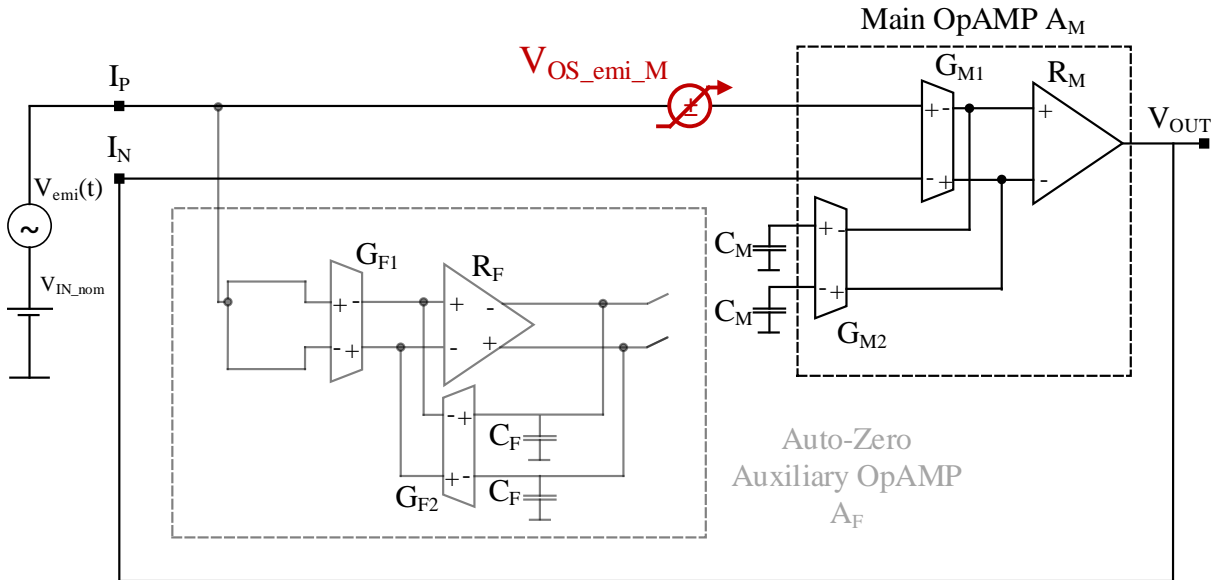 Main OpAMP A_M
V_OS_emi_M
G_M1
R_M
I_P
+ -
+
V_OUT
I_N
±
- +
-
V_emi(t)
~
V_IN_nom
G_F1
R_F
C_M
+ -
+ -
+
-
- +
- +
C_M
- +
G_M2
- +
C_F
+ -
G_F2
C_F
Auto-Zero
Auxiliary OpAMP
A_F